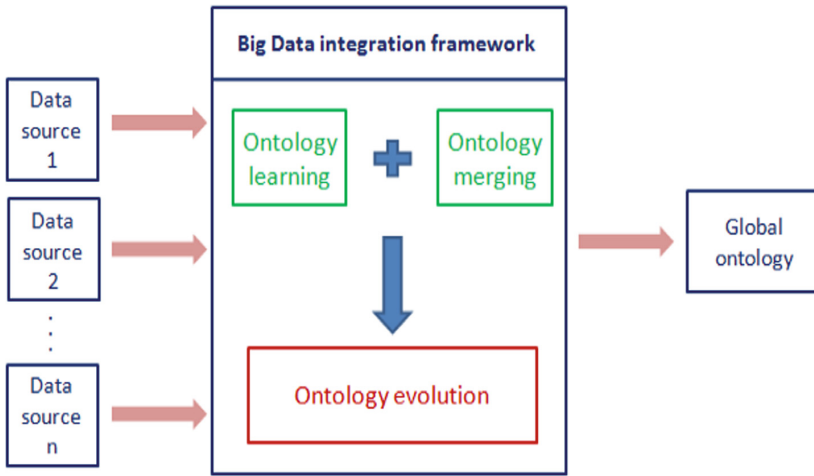 Big Data integration framework
Data
source
1
Ontology
learning
Ontology
merging
Data
source
2
Global
ontology
Data
source
n
Ontology evolution